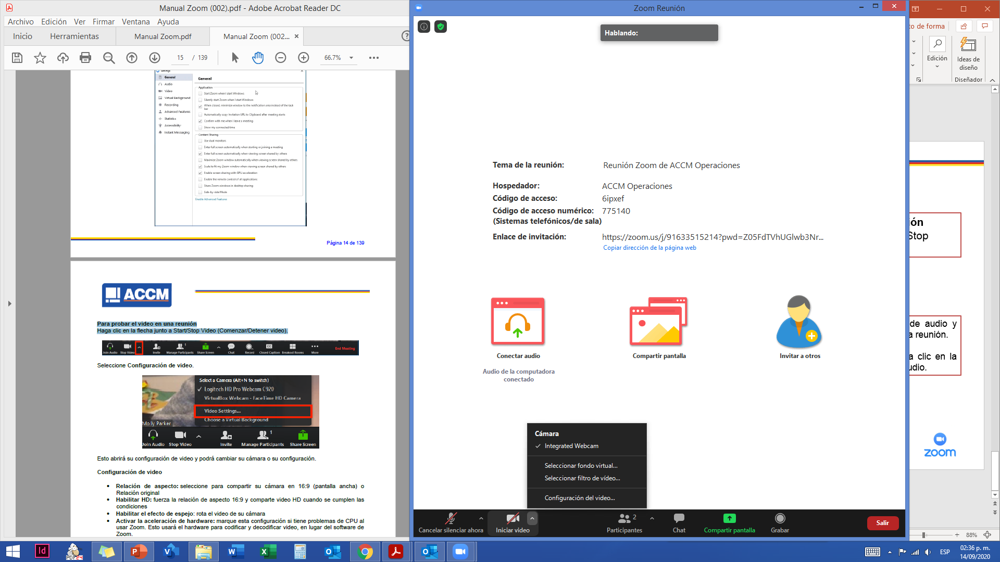 Manual Zoom (002).pdf - Adobe Acrobat Reader DC
Archivo Edición Ver Firmar Ventana Ayuda
Inicio Herramientas Manual Zoom.pdf Manual Zoom (002... ×
15 / 139 66.7%
Settings
General
Audio
Video
Virtual Background
Recording
Advanced Features
Statistics
Accessibility
Instant Messaging
General
Application
Start Zoom when I start Windows
Silently start Zoom when I start Windows
When closed, minimize window to the notification area instead of the task bar
Automatically copy Invitation URL to Clipboard after meeting starts
Confirm with me when I leave a meeting
Show my connected time
Content Sharing
Use dual monitors
Enter full screen automatically when starting or joining a meeting
Enter full screen automatically when viewing screen shared by others
Maximize Zoom window automatically when viewing screen shared by others
Scale to fit my Zoom window when viewing screen shared by others
Enable screen sharing with GPU acceleration
Enable the remote control of all applications
Share Zoom windows in desktop sharing
Side-by-side Mode
Enable Advanced Features
Página 14 de 139
ACCM
Para probar el video en una reunión
Haga clic en la flecha junto a Start/Stop Video (Comenzar/Detener video).
Join Audio Stop Video Invite Manage Participants 1 Share Screen Chat Record Closed Caption Breakout Rooms More End Meeting
Seleccione Configuración de video.
Select a Camera (Alt+N to switch)
✓ Logitech HD Pro Webcam C920
VirtualBox Webcam - FaceTime HD Camera
Video Settings...
Choose a Virtual Background
Molly Parker
Join Audio Stop Video Invite Manage Participants 1 Share Screen
Esto abrirá su configuración de video y podrá cambiar su cámara o su configuración.
Configuración de video
• Relación de aspecto: seleccione para compartir su cámara en 16:9 (pantalla ancha) o
Relación original
• Habilitar HD: fuerza la relación de aspecto 16:9 y comparte video HD cuando se cumplen las
condiciones
• Habilitar el efecto de espejo: rota el video de su cámara
• Activar la aceleración de hardware: marque esta configuración si tiene problemas de CPU al
usar Zoom. Esto usará el hardware para codificar y decodificar video, en lugar del software de
Zoom.
Zoom Reunión
Hablando:
Tema de la reunión: Reunión Zoom de ACCM Operaciones
Hospedador: ACCM Operaciones
Código de acceso: 6ipxef
Código de acceso numérico: 775140
(Sistemas telefónicos/de sala)
Enlace de invitación: https://zoom.us/j/91633515214?pwd=Z05FdTVhUGlwb3Nr...
Copiar dirección de la página web
Conectar audio
Audio de la computadora
conectado
Compartir pantalla
Invitar a otros
Cámara
✓ Integrated Webcam
Seleccionar fondo virtual...
Seleccionar filtro de vídeo...
Configuración del video...
Cancelar silenciar ahora Iniciar video Participantes 2 Chat Compartir pantalla Grabar Salir
to de forma
Edición
Ideas de
diseño
Diseñador
ión
Stop
de audio y
a reunión.
a clic en la
udio.
zoom
88%
Id
PDF24
ESP
02:36 p. m.
14/09/2020